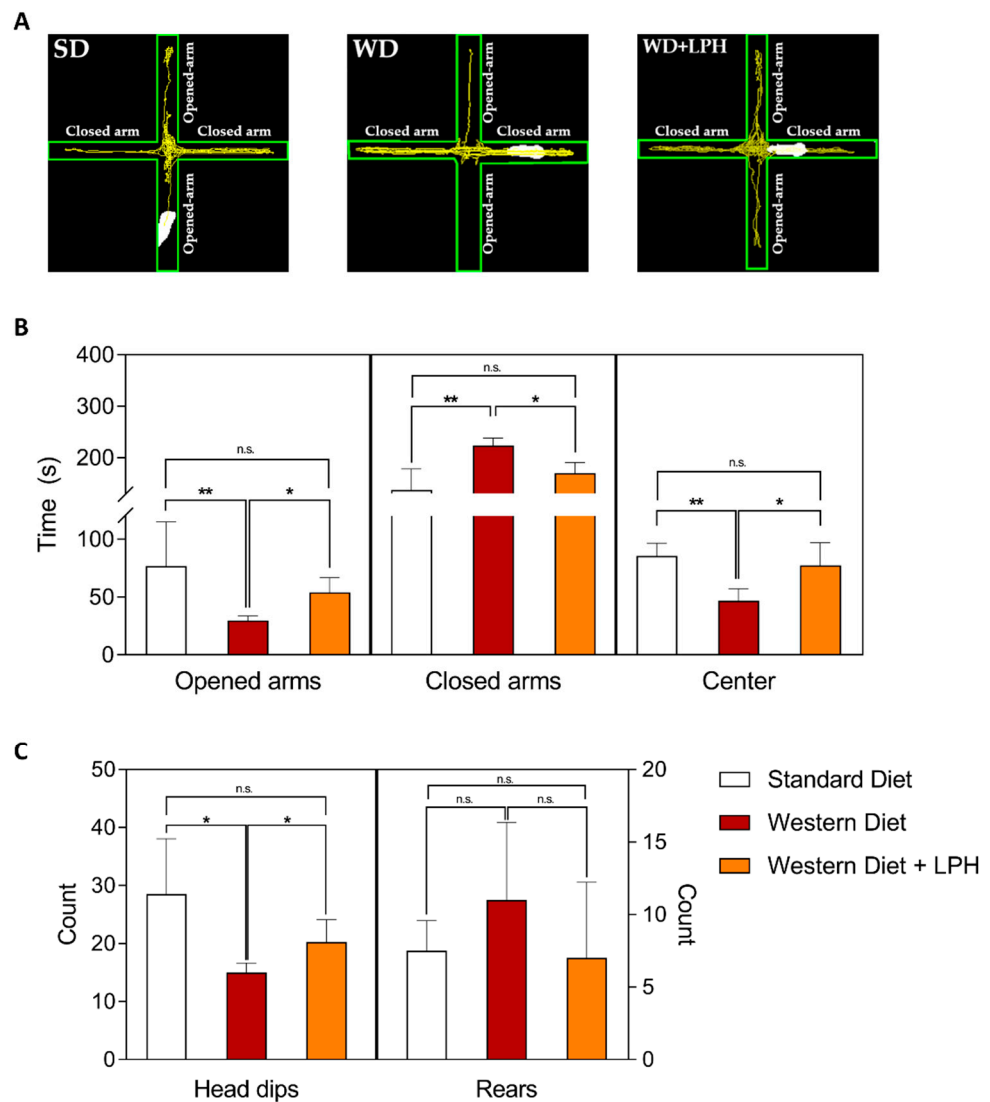 A
SD
Opened-arm
Closed arm
Closed arm
Opened-arm
WD
Opened-arm
Closed arm
Closed arm
Opened-arm
WD+LPH
Opened-arm
Closed arm
Closed arm
Opened-arm
B
Time (s)
400
300
200
100
50
0
n.s.
**
*
n.s.
**
*
n.s.
**
*
Opened arms
Closed arms
Center
C
Count
50
40
30
20
10
0
n.s.
*
*
n.s.
n.s.
n.s.
20
15
10
5
0
Count
Head dips
Rears
Standard Diet
Western Diet
Western Diet + LPH